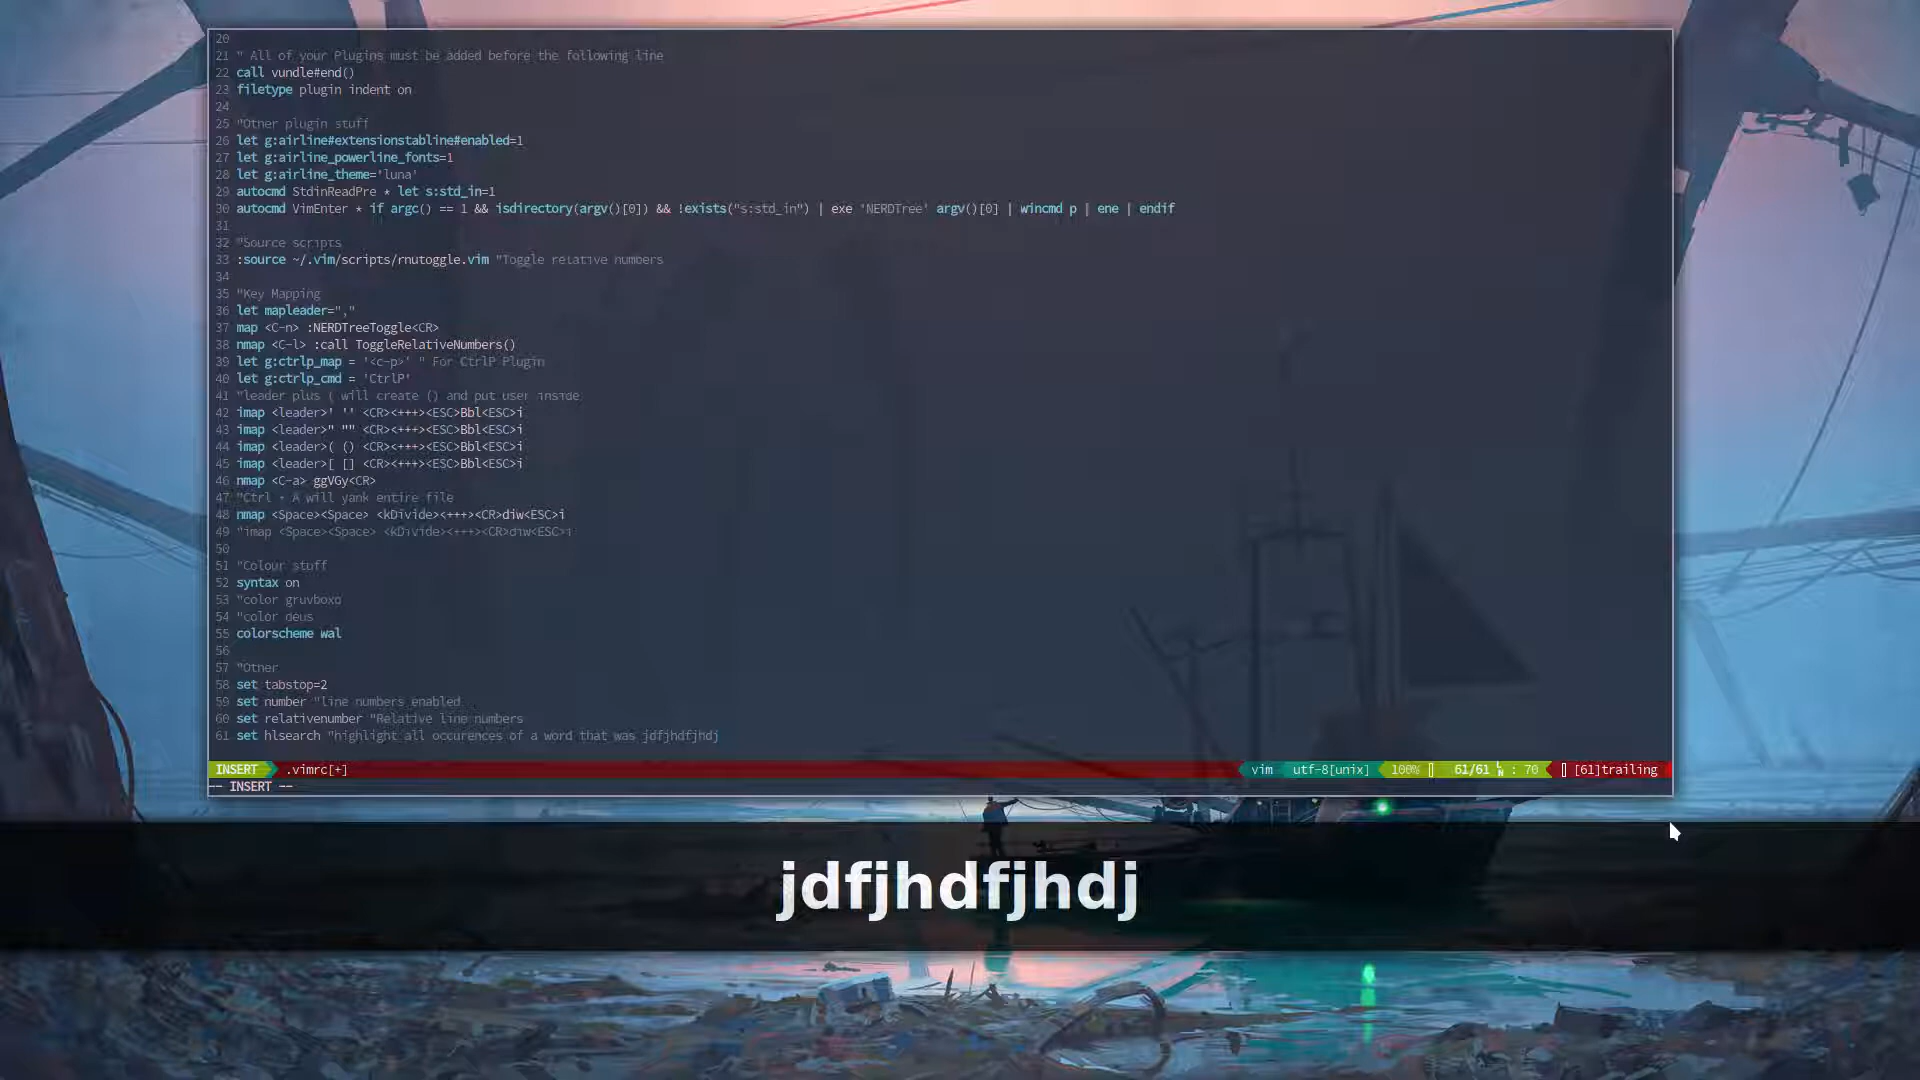 20
21 " All of your Plugins must be added before the following line
22 call vundle#end()
23 filetype plugin indent on
24
25 "Other plugin stuff
26 let g:airline#extensionstabline#enabled=1
27 let g:airline_powerline_fonts=1
28 let g:airline_theme='luna'
29 autocmd StdinReadPre * let s:std_in=1
30 autocmd VimEnter * if argc() == 1 && isdirectory(argv()[0]) && !exists("s:std_in") | exe 'NERDTree' argv()[0] | wincmd p | ene | endif
31
32 "Source scripts
33 :source ~/.vim/scripts/rnutoggle.vim "Toggle relative numbers
34
35 "Key Mapping
36 let mapleader=","
37 map <C-n> :NERDTreeToggle<CR>
38 nmap <C-l> :call ToggleRelativeNumbers()
39 let g:ctrlp_map = '<c-p>' " For CtrlP Plugin
40 let g:ctrlp_cmd = 'CtrlP'
41 "leader plus ( will create () and put user inside
42 imap <leader>' '' <CR><+++><ESC>Bbl<ESC>i
43 imap <leader>" "" <CR><+++><ESC>Bbl<ESC>i
44 imap <leader>( () <CR><+++><ESC>Bbl<ESC>i
45 imap <leader>[ [] <CR><+++><ESC>Bbl<ESC>i
46 nmap <C-a> ggVGy<CR>
47 "Ctrl + A will yank entire file
48 nmap <Space><Space> <kDivide><+++><CR>diw<ESC>i
49 "imap <Space><Space> <kDivide><+++><CR>diw<ESC>i
50
51 "Colour stuff
52 syntax on
53 "color gruvboxo
54 "color deus
55 colorscheme wal
56
57 "Other
58 set tabstop=2
59 set number "line numbers enabled
60 set relativenumber "Relative line numbers
61 set hlsearch "highlight all occurences of a word that was jdfjhdfjhdj
INSERT .vimrc[+] vim utf-8[unix] 100% 61/61 : 70 [61]trailing
-- INSERT --
jdfjhdfjhdj